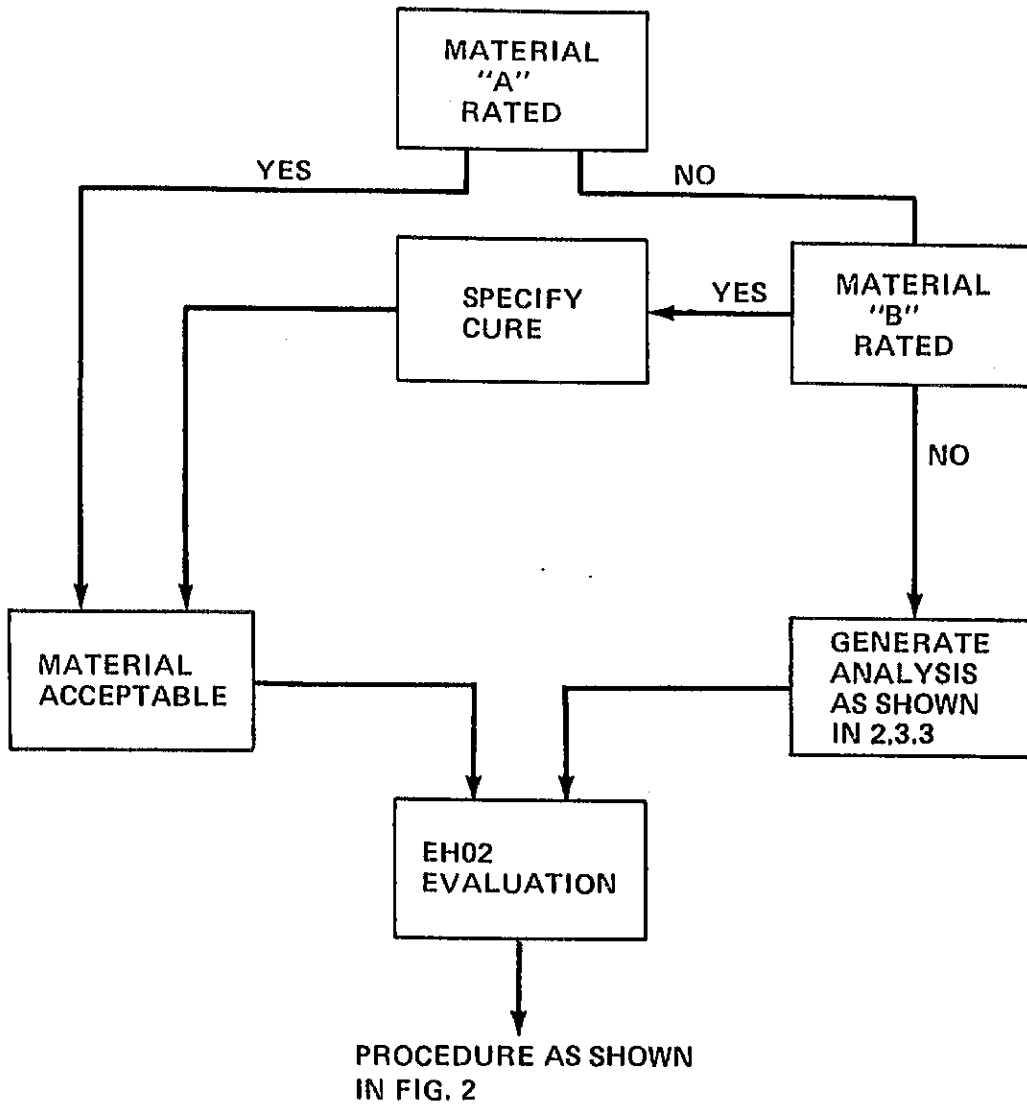 MATERIAL
"A"
RATED
YES
NO
SPECIFY
CURE
YES
MATERIAL
"B"
RATED
NO
MATERIAL
ACCEPTABLE
GENERATE
ANALYSIS
AS SHOWN
IN 2.3.3
EH02
EVALUATION
PROCEDURE AS SHOWN
IN FIG. 2